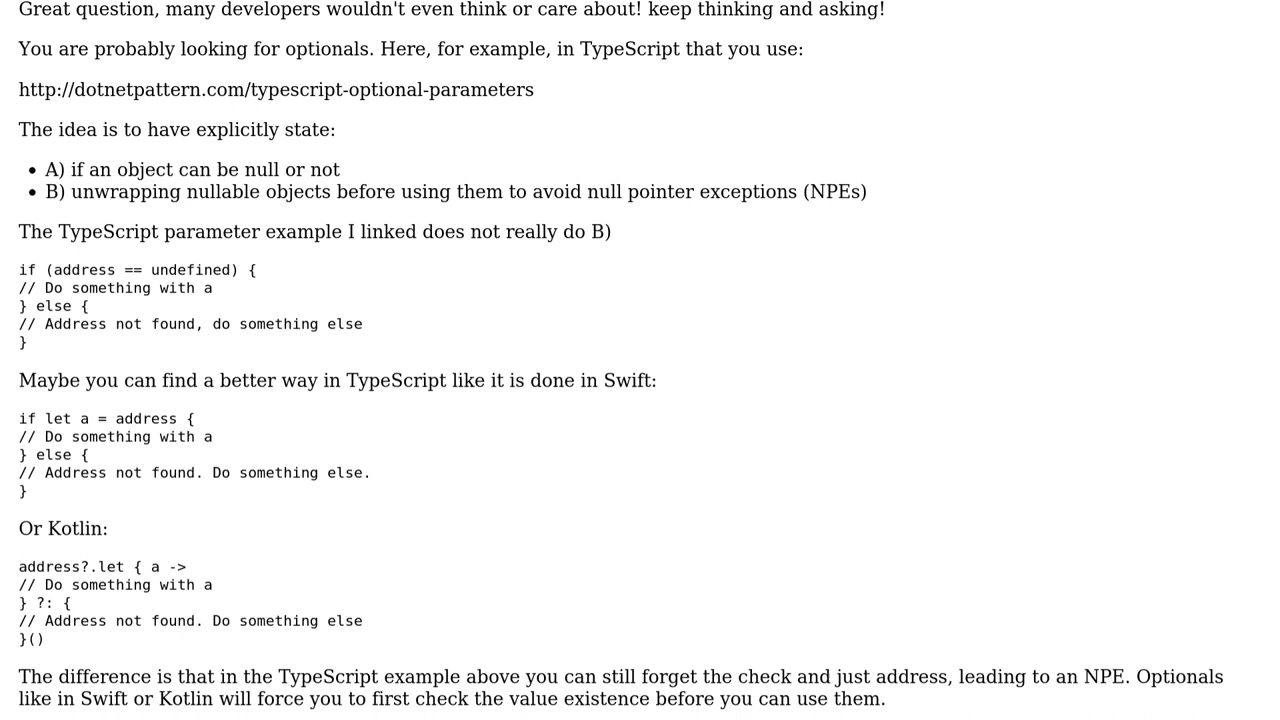 Great question, many developers wouldn't even think or care about! keep thinking and asking!
You are probably looking for optionals. Here, for example, in TypeScript that you use:
http://dotnetpattern.com/typescript-optional-parameters
The idea is to have explicitly state:
• A) if an object can be null or not
• B) unwrapping nullable objects before using them to avoid null pointer exceptions (NPEs)
The TypeScript parameter example I linked does not really do B)
if (address == undefined) {
// Do something with a
} else {
// Address not found, do something else
}
Maybe you can find a better way in TypeScript like it is done in Swift:
if let a = address {
// Do something with a
} else {
// Address not found. Do something else.
}
Or Kotlin:
address?.let { a ->
// Do something with a
} ?: {
// Address not found. Do something else
}()
The difference is that in the TypeScript example above you can still forget the check and just address, leading to an NPE. Optionals
like in Swift or Kotlin will force you to first check the value existence before you can use them.